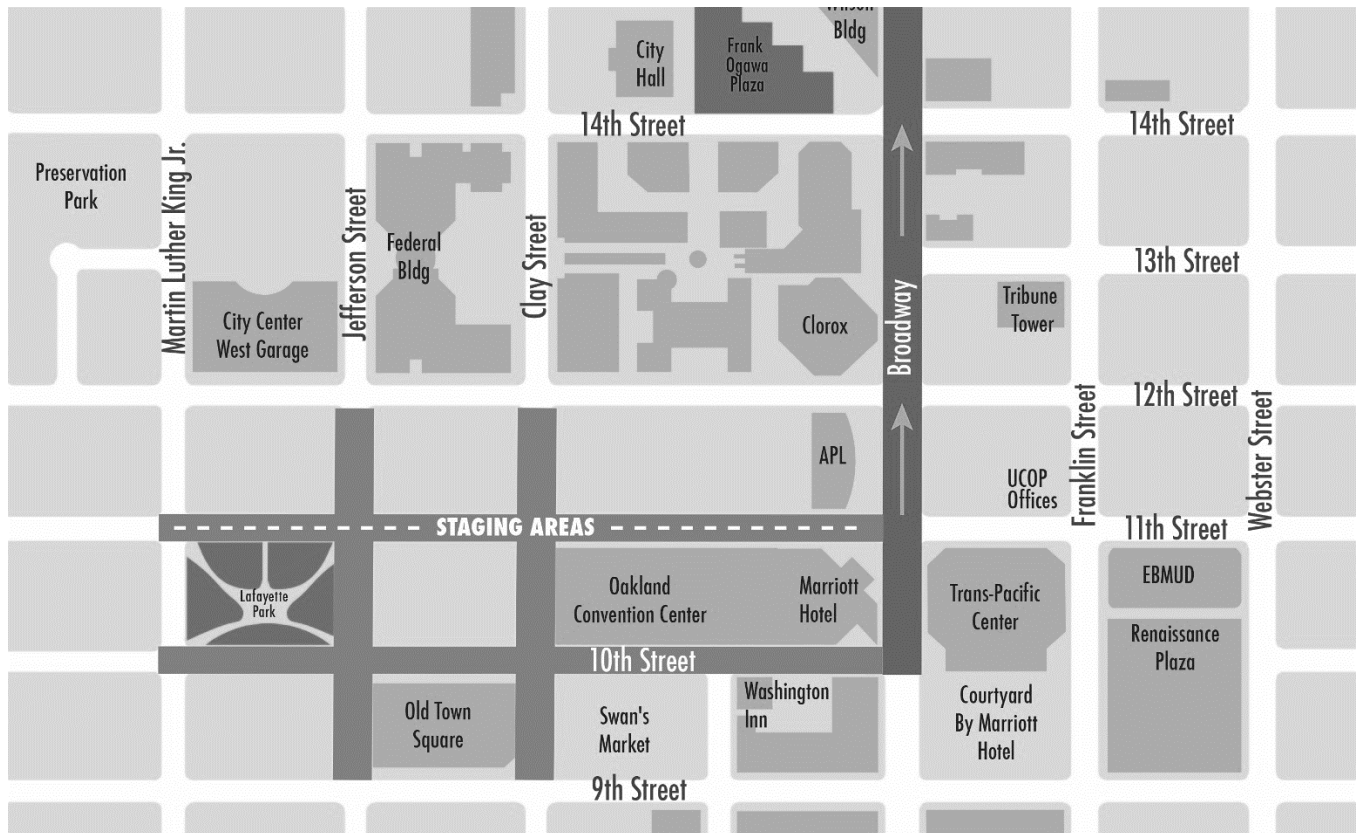 Wilson
Bldg
City
Hall
Frank
Ogawa
Plaza
14th Street
14th Street
Preservation
Park
Martin Luther King Jr.
Jefferson Street
Federal
Bldg
Clay Street
13th Street
City Center
West Garage
Clorox
Broadway
Tribune
Tower
12th Street
APL
UCOP
Offices
Franklin Street
Webster Street
STAGING AREAS
11th Street
Lafayette
Park
Oakland
Convention Center
Marriott
Hotel
Trans-Pacific
Center
EBMUD
Renaissance
Plaza
10th Street
Old Town
Square
Swan's
Market
Washington
Inn
Courtyard
By Marriott
Hotel
9th Street